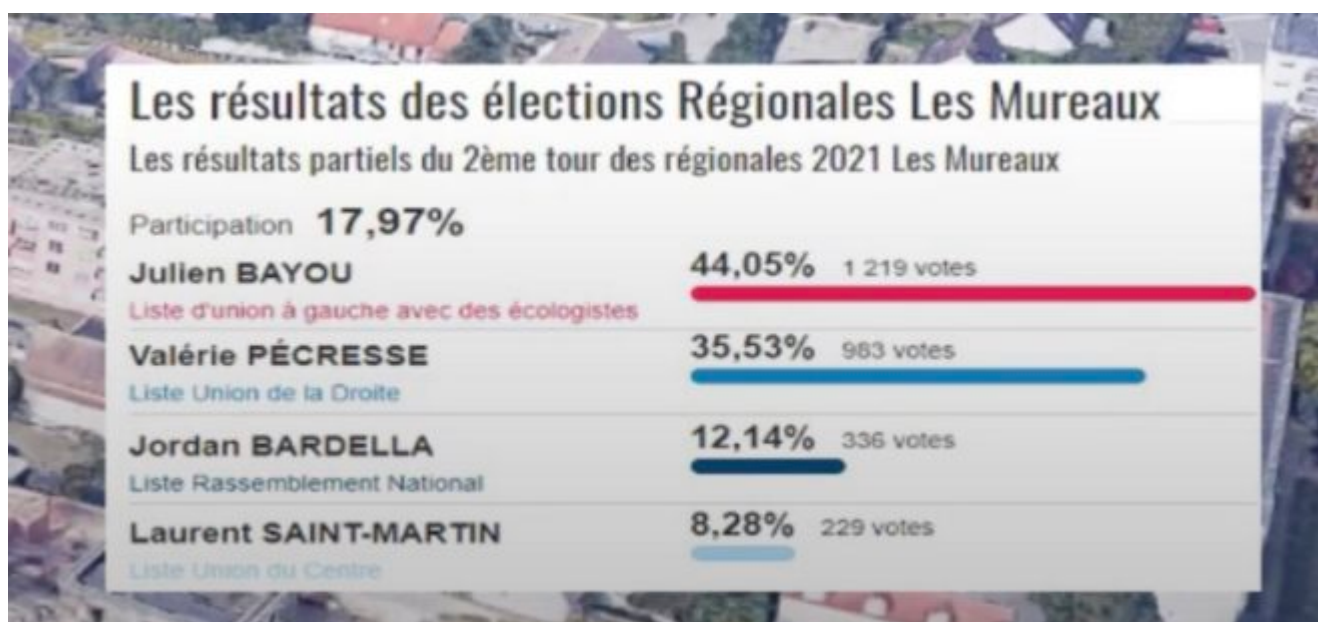 Les résultats des élections Régionales Les Mureaux
Les résultats partiels du 2ème tour des régionales 2021 Les Mureaux
Participation 17,97%
Julien BAYOU 44,05% 1 219 votes
Liste d'union à gauche avec des écologistes
Valérie PÉCRESSE 35,53% 983 votes
Liste Union de la Droite
Jordan BARDELLA 12,14% 336 votes
Liste Rassemblement National
Laurent SAINT-MARTIN 8,28% 229 votes
Liste Union du Centre